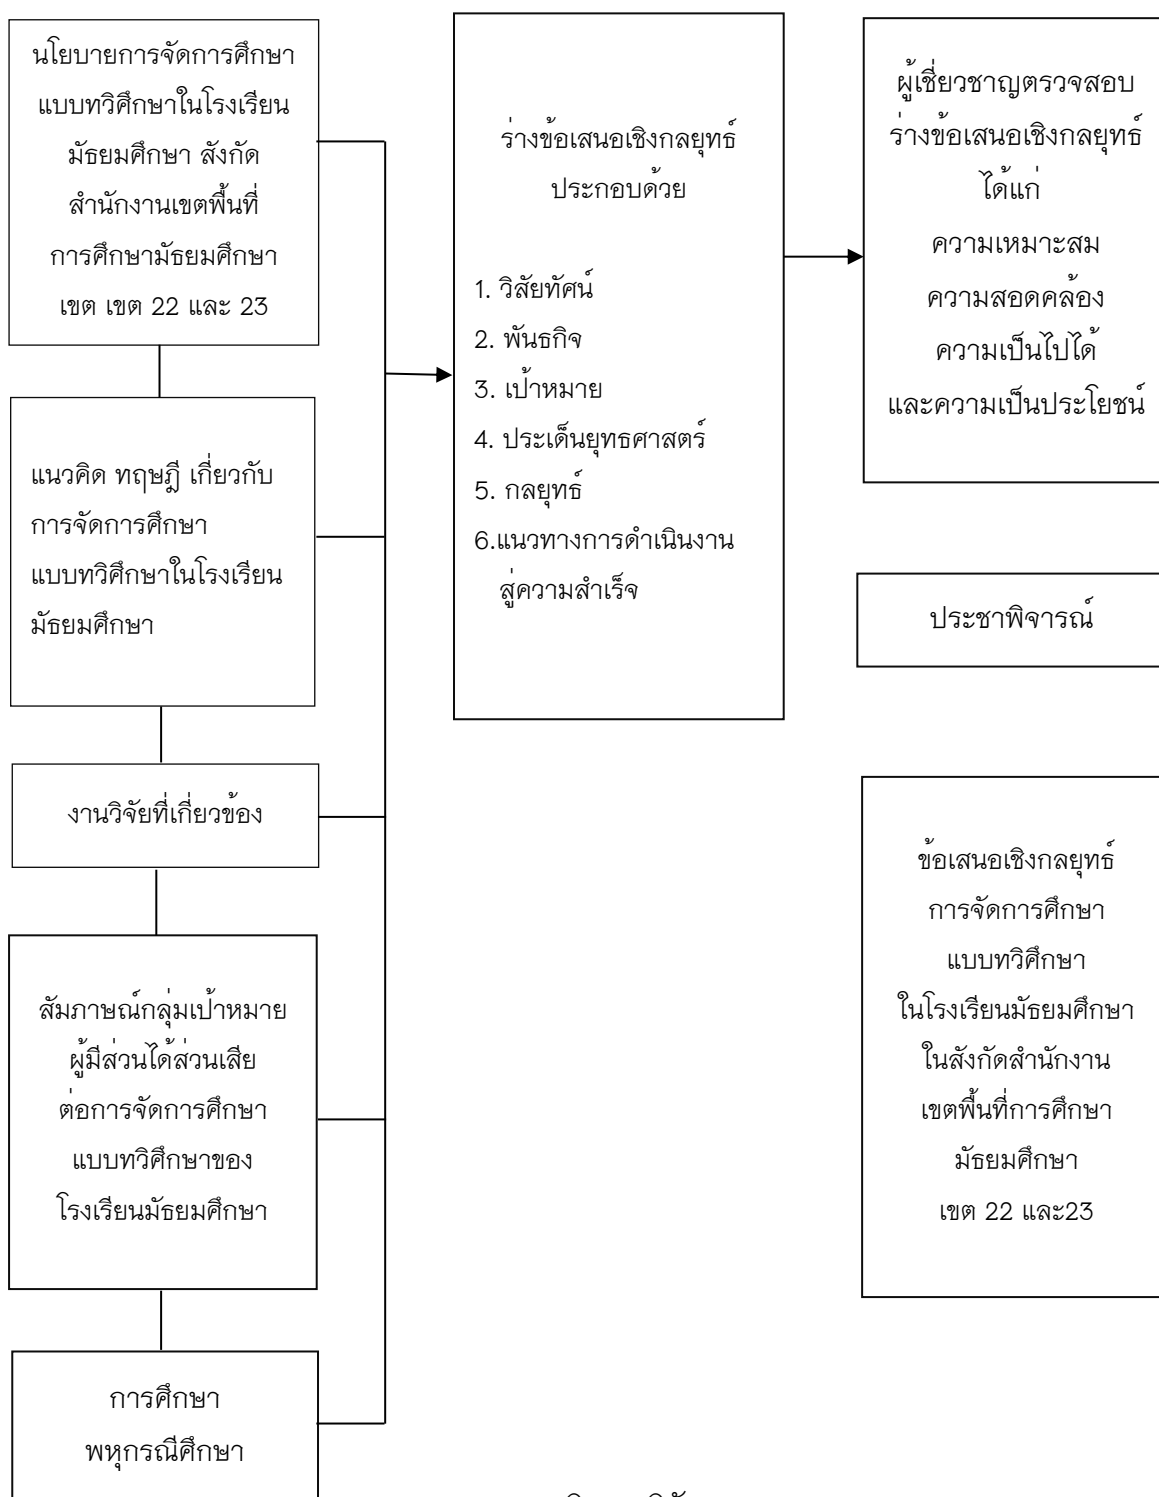 นโยบายการจัดการศึกษา
แบบทวิศึกษาในโรงเรียน
มัธยมศึกษา สังกัด
สำนักงานเขตพื้นที่
การศึกษามัธยมศึกษา
เขต เขต 22 และ 23
แนวคิด ทฤษฎี เกี่ยวกับ
การจัดการศึกษา
แบบทวิศึกษาในโรงเรียน
มัธยมศึกษา
งานวิจัยที่เกี่ยวข้อง
สัมภาษณ์กลุ่มเป้าหมาย
ผู้มีส่วนได้ส่วนเสีย
ต่อการจัดการศึกษา
แบบทวิศึกษาของ
โรงเรียนมัธยมศึกษา
การศึกษา
พหุกรณีศึกษา
ร่างข้อเสนอเชิงกลยุทธ์
ประกอบด้วย
1. วิสัยทัศน์
2. พันธกิจ
3. เป้าหมาย
4. ประเด็นยุทธศาสตร์
5. กลยุทธ์
6.แนวทางการดำเนินงาน
สู่ความสำเร็จ
ผู้เชี่ยวชาญตรวจสอบ
ร่างข้อเสนอเชิงกลยุทธ์
ได้แก่
ความเหมาะสม
ความสอดคล้อง
ความเป็นไปได้
และความเป็นประโยชน์
ประชาพิจารณ์
ข้อเสนอเชิงกลยุทธ์
การจัดการศึกษา
แบบทวิศึกษา
ในโรงเรียนมัธยมศึกษา
ในสังกัดสำนักงาน
เขตพื้นที่การศึกษา
มัธยมศึกษา
เขต 22 และ23